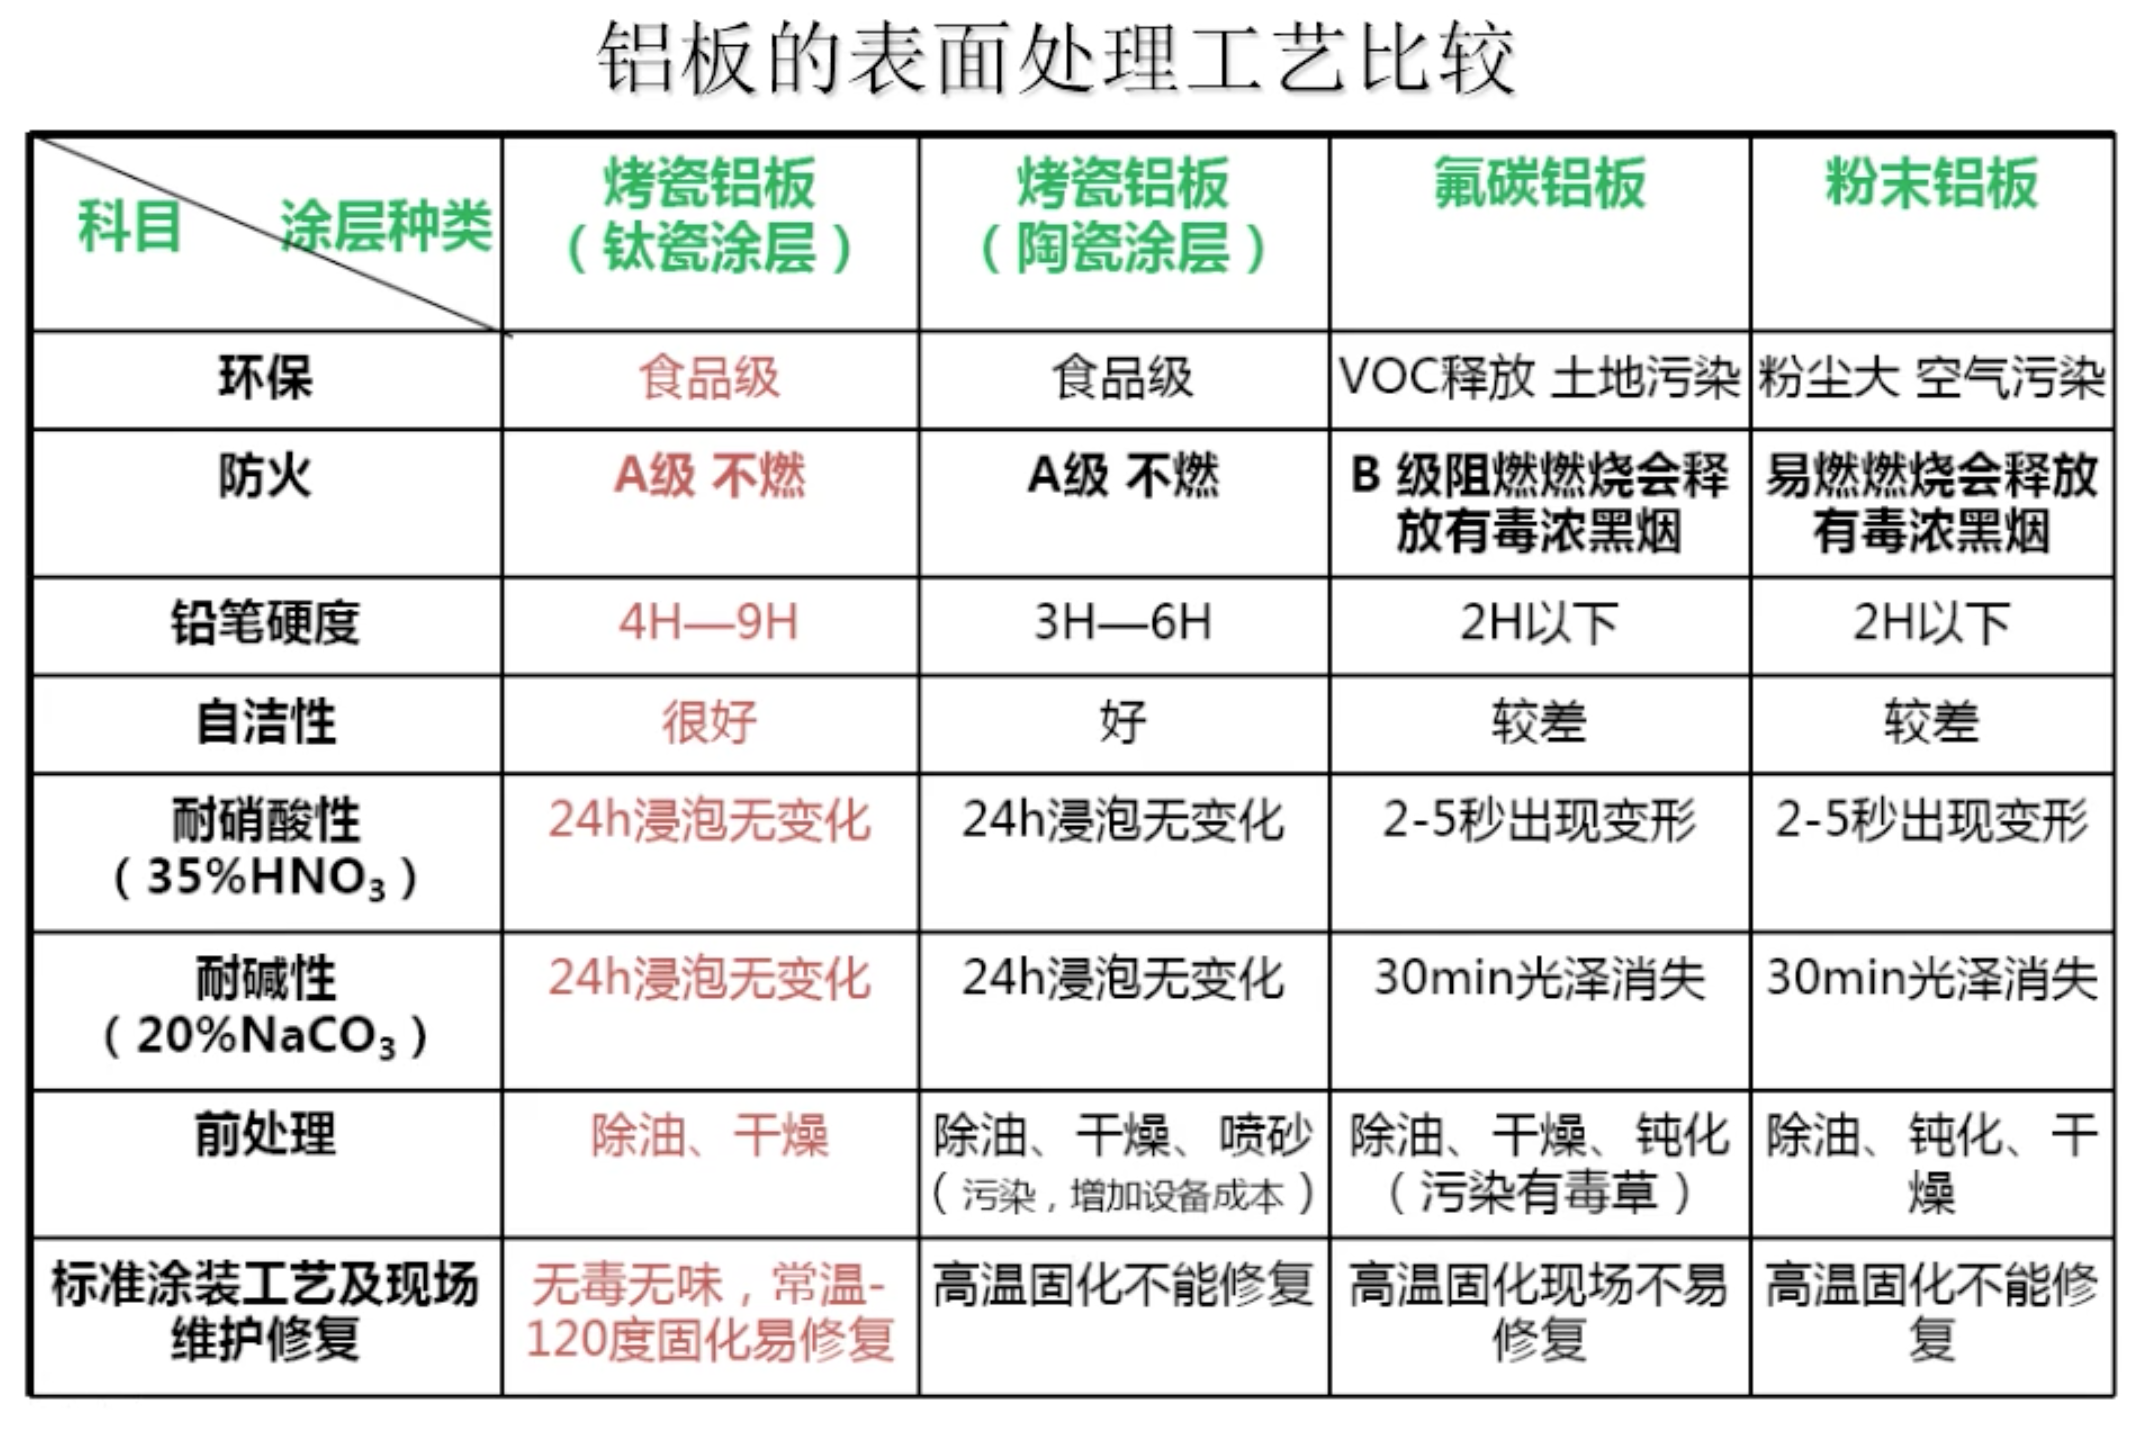 铝板的表面处理工艺比较
科目 涂层种类 烤瓷铝板 烤瓷铝板 氟碳铝板 粉末铝板
（钛瓷涂层） （陶瓷涂层）
环保 食品级 食品级 VOC释放 土地污染 粉尘大 空气污染
防火 A级 不燃 A级 不燃 B 级阻燃燃烧会释 易燃燃烧会释放
放有毒浓黑烟 有毒浓黑烟
铅笔硬度 4H—9H 3H—6H 2H以下 2H以下
自洁性 很好 好 较差 较差
耐硝酸性 24h浸泡无变化 24h浸泡无变化 2-5秒出现变形 2-5秒出现变形
（35%HNO₃）
耐碱性 24h浸泡无变化 24h浸泡无变化 30min光泽消失 30min光泽消失
（20%NaCO₃）
前处理 除油、干燥 除油、干燥、喷砂 除油、干燥、钝化 除油、钝化、干
（污染，增加设备成本） （污染有毒草） 燥
标准涂装工艺及现场 无毒无味，常温- 高温固化不能修复 高温固化现场不易 高温固化不能修
维护修复 120度固化易修复 修复 复